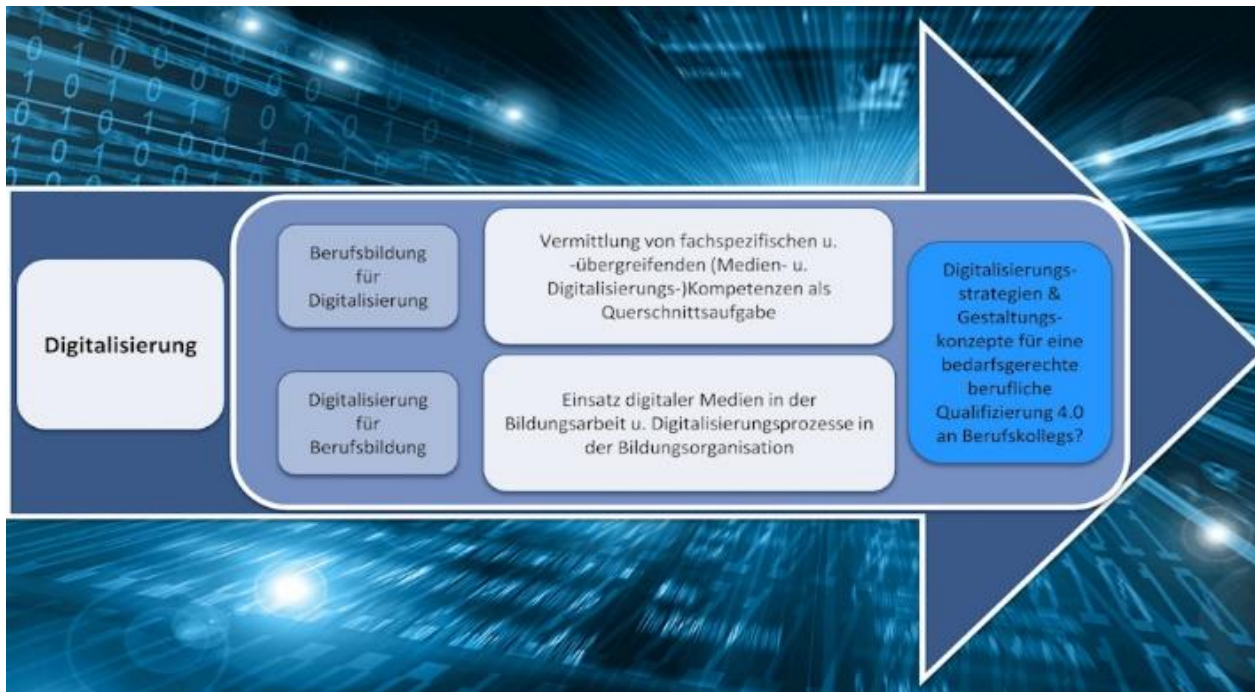 Digitalisierung
Berufsbildung
für
Digitalisierung
Vermittlung von fachspezifischen u.
-übergreifenden (Medien- u.
Digitalisierungs-)Kompetenzen als
Querschnittsaufgabe
Digitalisierung
für
Berufsbildung
Einsatz digitaler Medien in der
Bildungsarbeit u. Digitalisierungsprozesse in
der Bildungsorganisation
Digitalisierungs-
strategien &
Gestaltungs-
konzepte für eine
bedarfsgerechte
berufliche
Qualifizierung 4.0
an Berufskollegs?